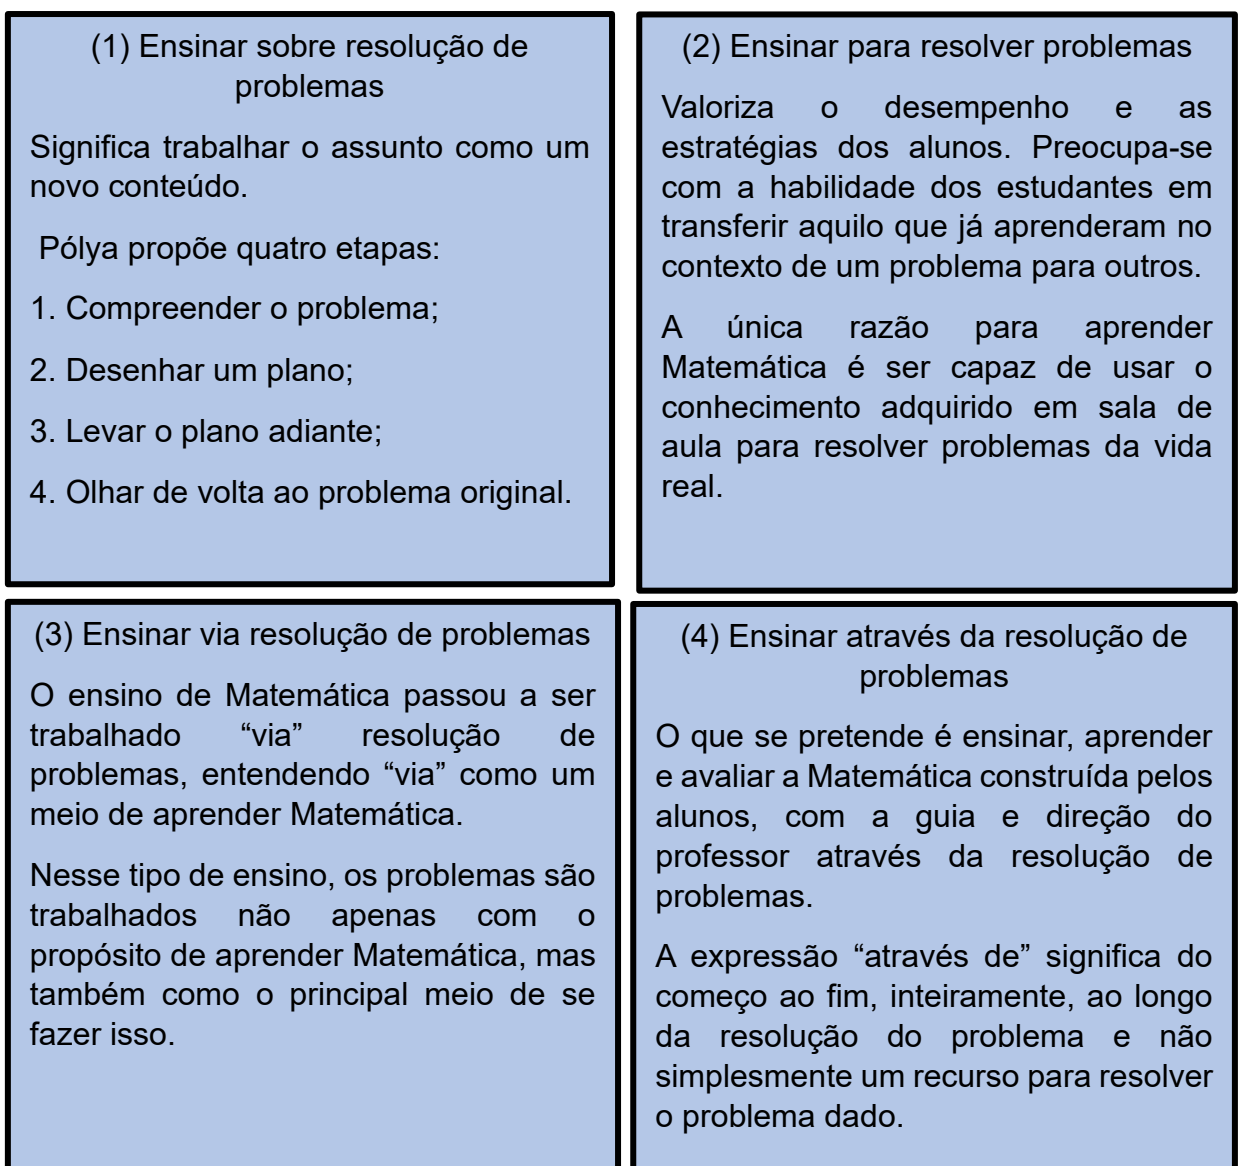 (1) Ensinar sobre resolução de
problemas
Significa trabalhar o assunto como um
novo conteúdo.
Pólya propõe quatro etapas:
1. Compreender o problema;
2. Desenhar um plano;
3. Levar o plano adiante;
4. Olhar de volta ao problema original.
(2) Ensinar para resolver problemas
Valoriza o desempenho e as
estratégias dos alunos. Preocupa-se
com a habilidade dos estudantes em
transferir aquilo que já aprenderam no
contexto de um problema para outros.
A única razão para aprender
Matemática é ser capaz de usar o
conhecimento adquirido em sala de
aula para resolver problemas da vida
real.
(3) Ensinar via resolução de problemas
O ensino de Matemática passou a ser
trabalhado “via” resolução de
problemas, entendendo “via” como um
meio de aprender Matemática.
Nesse tipo de ensino, os problemas são
trabalhados não apenas com o
propósito de aprender Matemática, mas
também como o principal meio de se
fazer isso.
(4) Ensinar através da resolução de
problemas
O que se pretende é ensinar, aprender
e avaliar a Matemática construída pelos
alunos, com a guia e direção do
professor através da resolução de
problemas.
A expressão “através de” significa do
começo ao fim, inteiramente, ao longo
da resolução do problema e não
simplesmente um recurso para resolver
o problema dado.